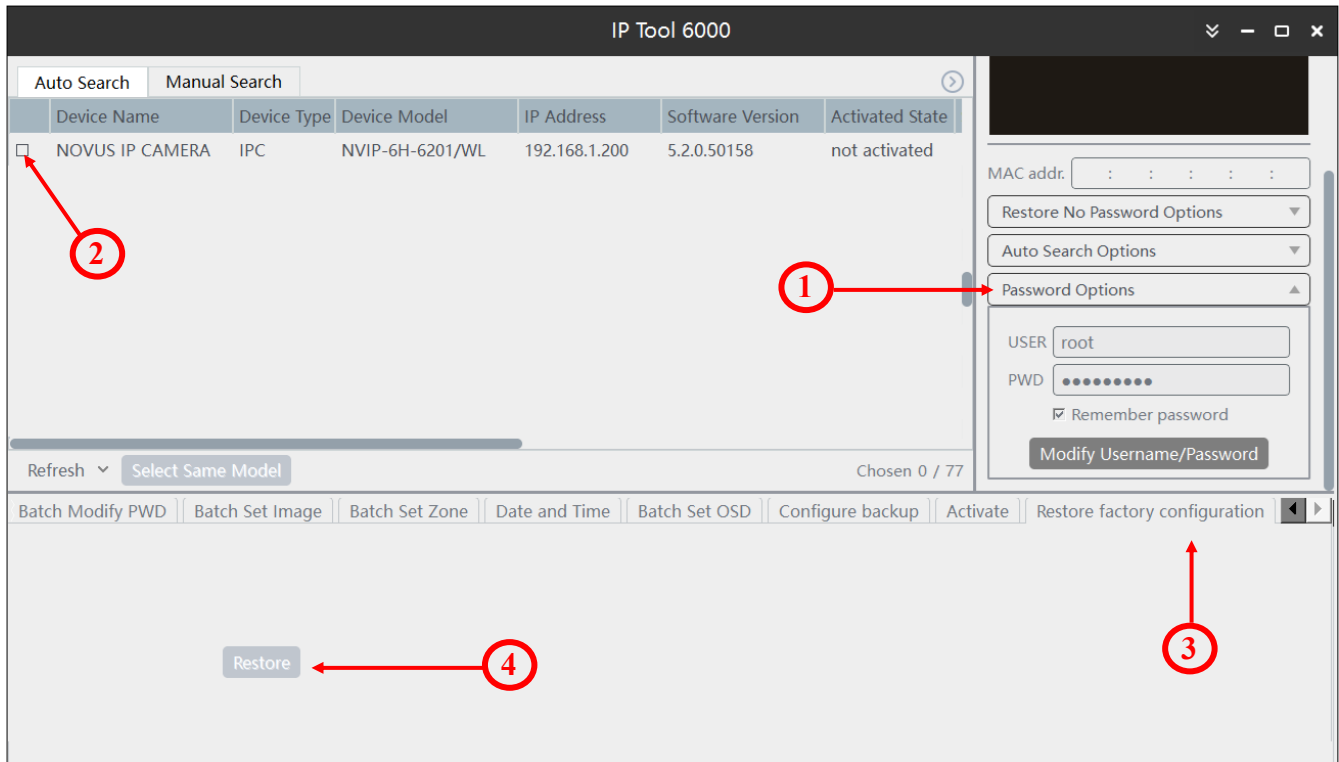 IP Tool 6000
Auto Search Manual Search
Device Name Device Type Device Model IP Address Software Version Activated State
NOVUS IP CAMERA IPC NVIP-6H-6201/WL 192.168.1.200 5.2.0.50158 not activated
2
1
Refresh Select Same Model Chosen 0 / 77
MAC addr. : : : : :
Restore No Password Options
Auto Search Options
Password Options
USER root
PWD ●●●●●●●●●
Remember password
Modify Username/Password
Batch Modify PWD Batch Set Image Batch Set Zone Date and Time Batch Set OSD Configure backup Activate Restore factory configuration
3
Restore 4